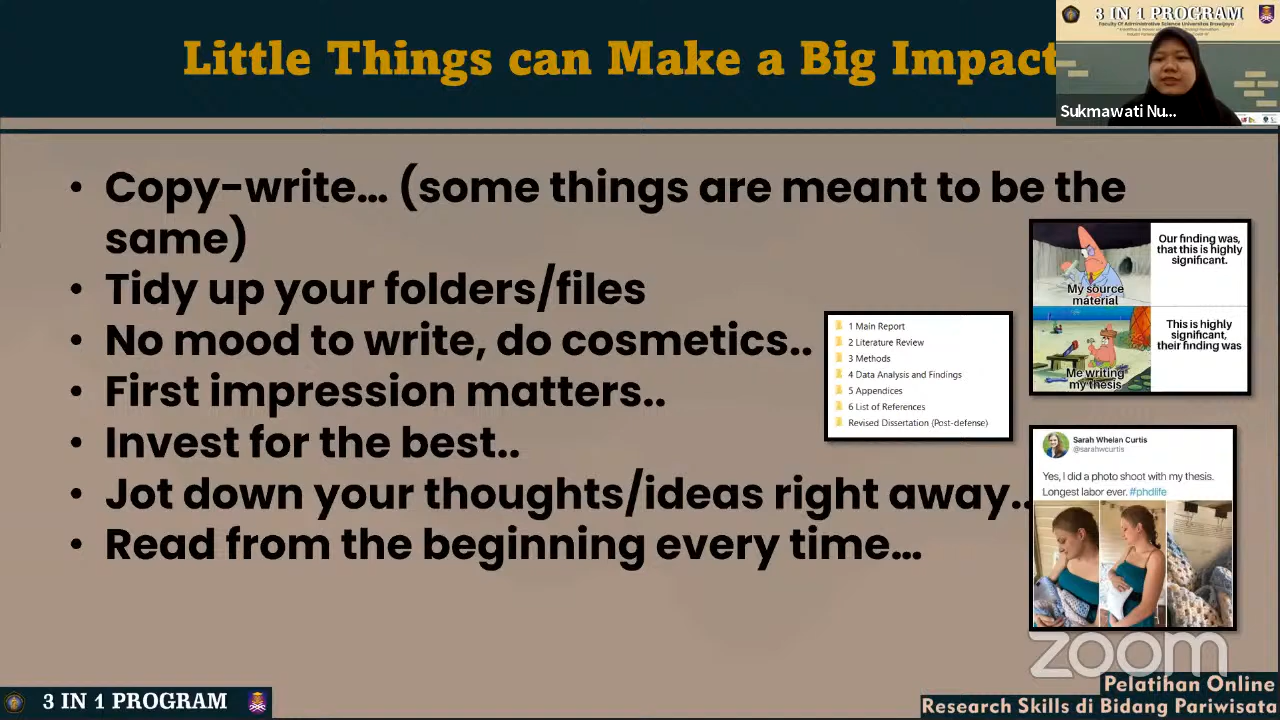 Little Things can Make a Big Impact
3 IN 1 PROGRAM
Faculty Of Administrative Science Universitas Brawijaya
Sukmawati Nu...
• Copy-write... (some things are meant to be the
same)
• Tidy up your folders/files
• No mood to write, do cosmetics..
• First impression matters..
• Invest for the best..
• Jot down your thoughts/ideas right away..
• Read from the beginning every time...
1 Main Report
2 Literature Review
3 Methods
4 Data Analysis and Findings
5 Appendices
6 List of References
Revised Dissertation (Post-defense)
My source
material
Our finding was,
that this is highly
significant.
Me writing
my thesis
This is highly
significant,
their finding was
Sarah Whelan Curtis
@sarahwcurtis
Yes, I did a photo shoot with my thesis.
Longest labor ever. #phdlife
zoom
3 IN 1 PROGRAM
Pelatihan Online
Research Skills di Bidang Pariwisata